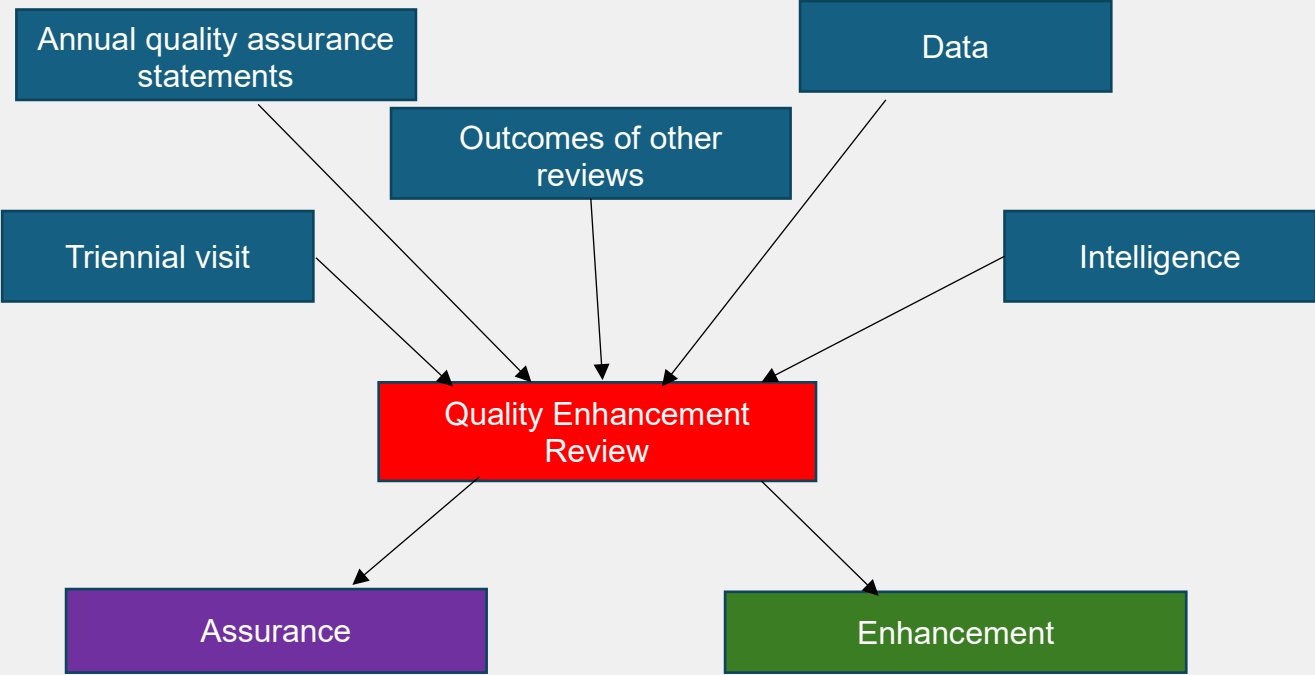 Annual quality assurance
statements
Data
Outcomes of other
reviews
Triennial visit
Intelligence
Quality Enhancement
Review
Assurance
Enhancement